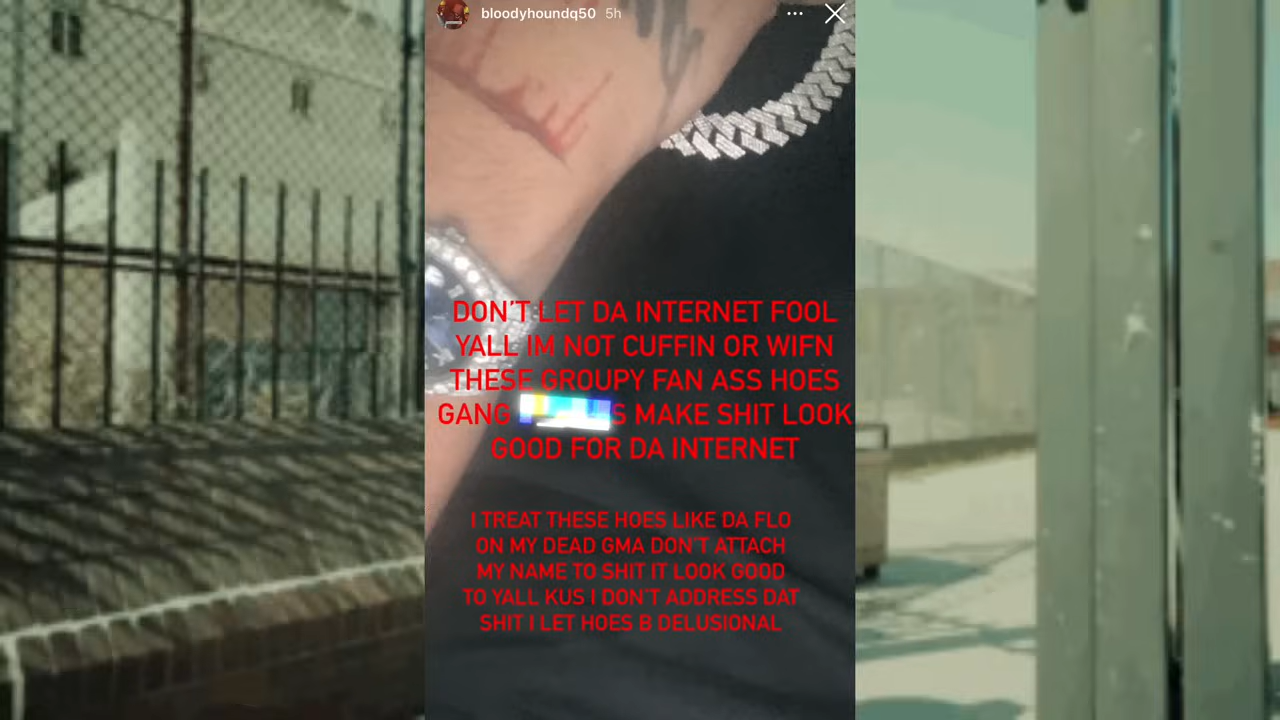 bloodyhoundq50 5h
DON'T LET DA INTERNET FOOL
YALL IM NOT CUFFIN OR WIFN
THESE GROUPY FAN ASS HOES
GANG S MAKE SHIT LOOK
GOOD FOR DA INTERNET
I TREAT THESE HOES LIKE DA FLO
ON MY DEAD GMA DON'T ATTACH
MY NAME TO SHIT IT LOOK GOOD
TO YALL KUS I DON'T ADDRESS DAT
SHIT I LET HOES B DELUSIONAL